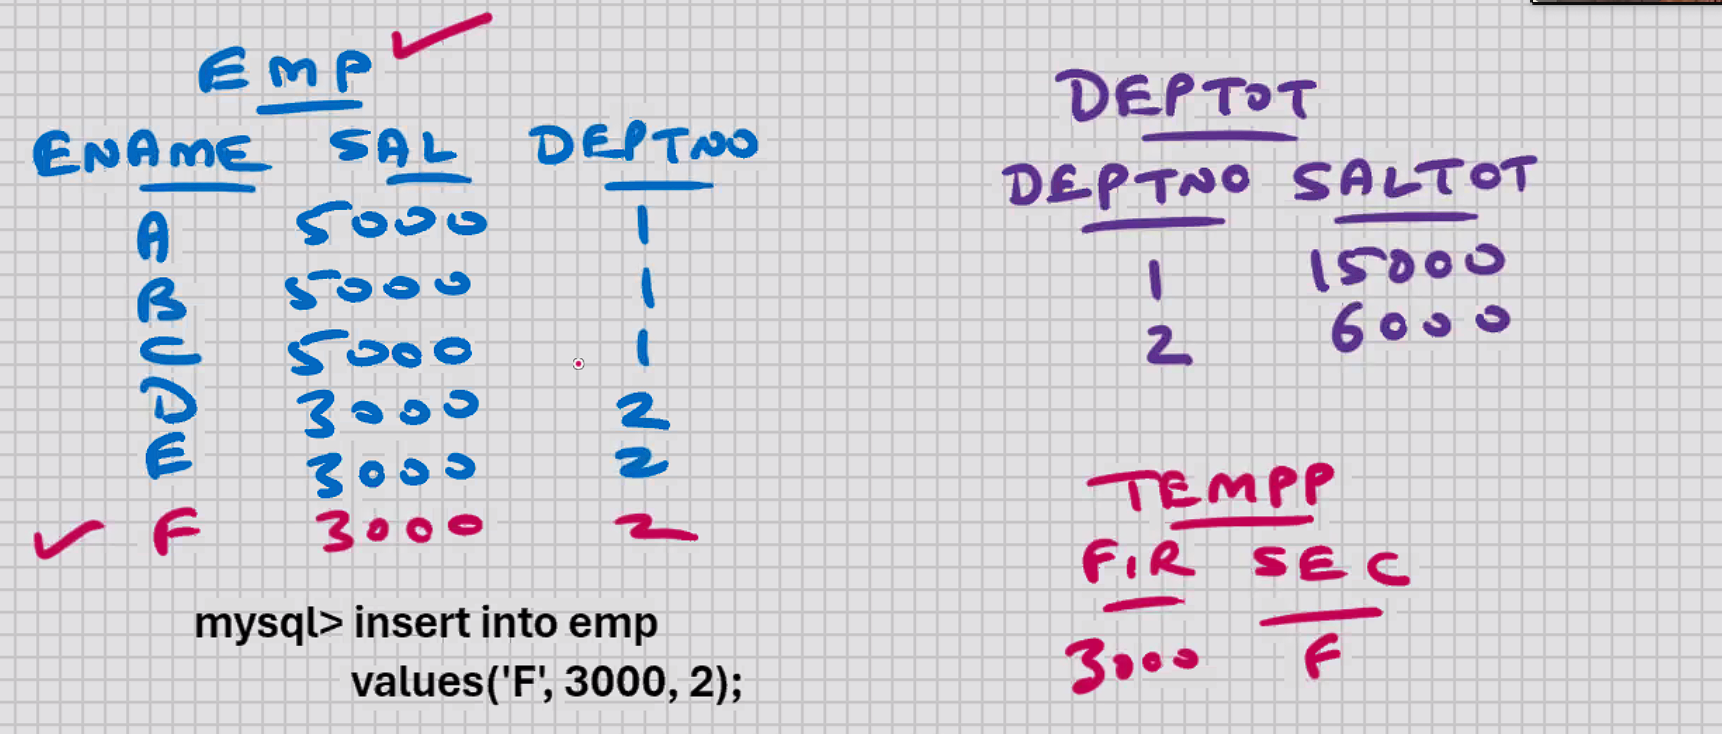 EMP
ENAME SAL DEPTNO
A 5000 1
B 5000 1
C 5000 1
D 3000 2
E 3000 2
F 3000 2
mysql> insert into emp
values('F', 3000, 2);
DEPTOT
DEPTNO SALTOT
1 15000
2 6000
TEMPP
FIR SEC
3000 F